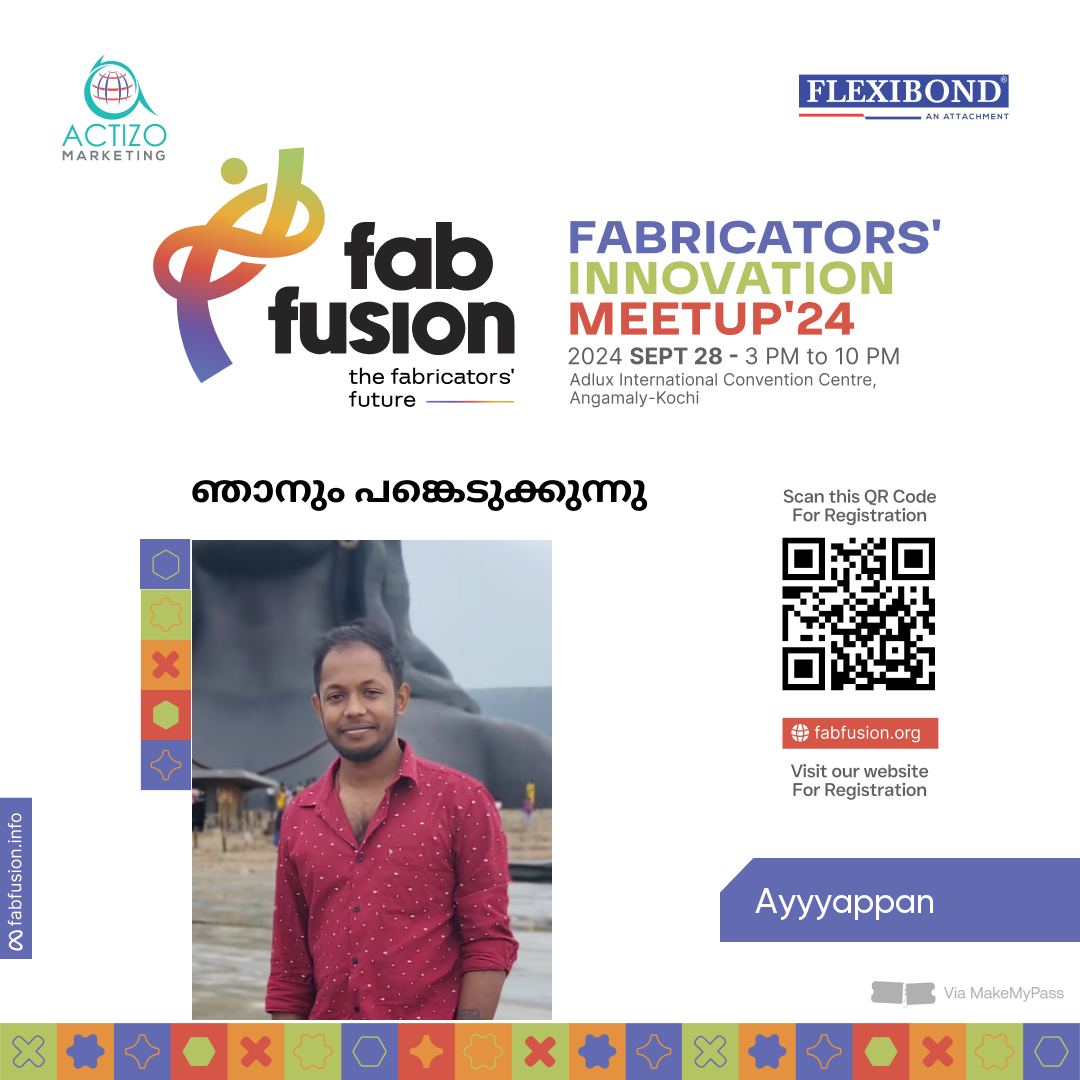 ACTIZO
MARKETING
FLEXIBOND®
AN ATTACHMENT
fab
fusion
the fabricators'
future
FABRICATORS'
INNOVATION
MEETUP'24
2024 SEPT 28 - 3 PM to 10 PM
Adlux International Convention Centre,
Angamaly-Kochi
ഞാനും പങ്കെടുക്കുന്നു
Scan this QR Code
For Registration
fabfusion.org
Visit our website
For Registration
fabfusion.info
Ayyyappan
Via MakeMyPass